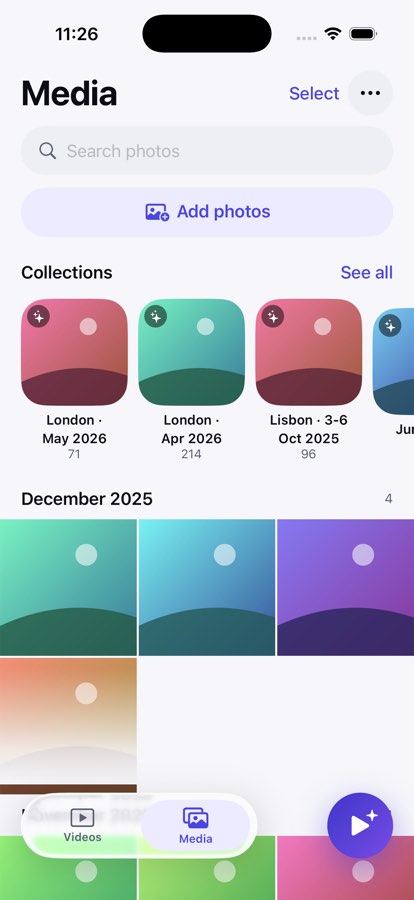 11:26
Media
Select
Search photos
Add photos
Collections
See all
London ·
May 2026
71
London ·
Apr 2026
214
Lisbon · 3-6
Oct 2025
96
December 2025
4
Videos
Media